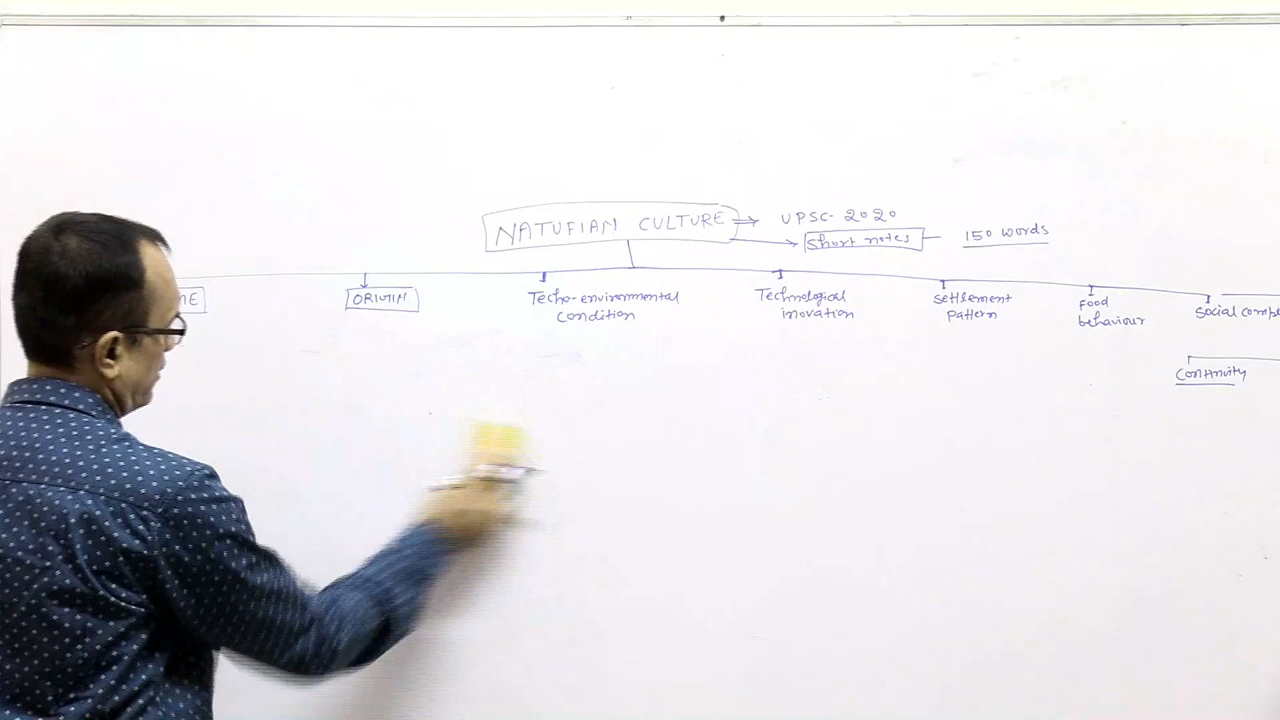 NATUFIAN CULTURE
UPSC- 2020
Short notes
150 words
ORIGIN
Techo-environmental
condition
Technological
inovation
Settlement
pattern
Food
behaviour
Social
Continuity